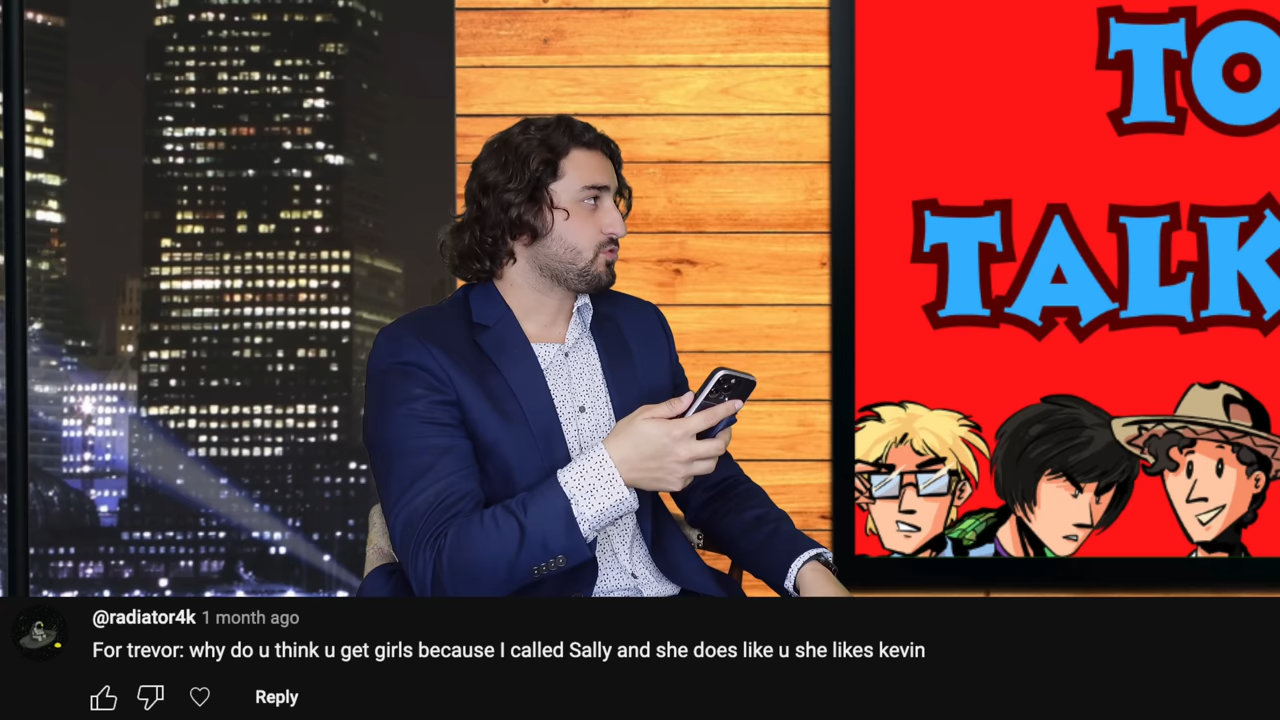 TO
TALK
@radiator4k 1 month ago
For trevor: why do u think u get girls because I called Sally and she does like u she likes kevin
Reply